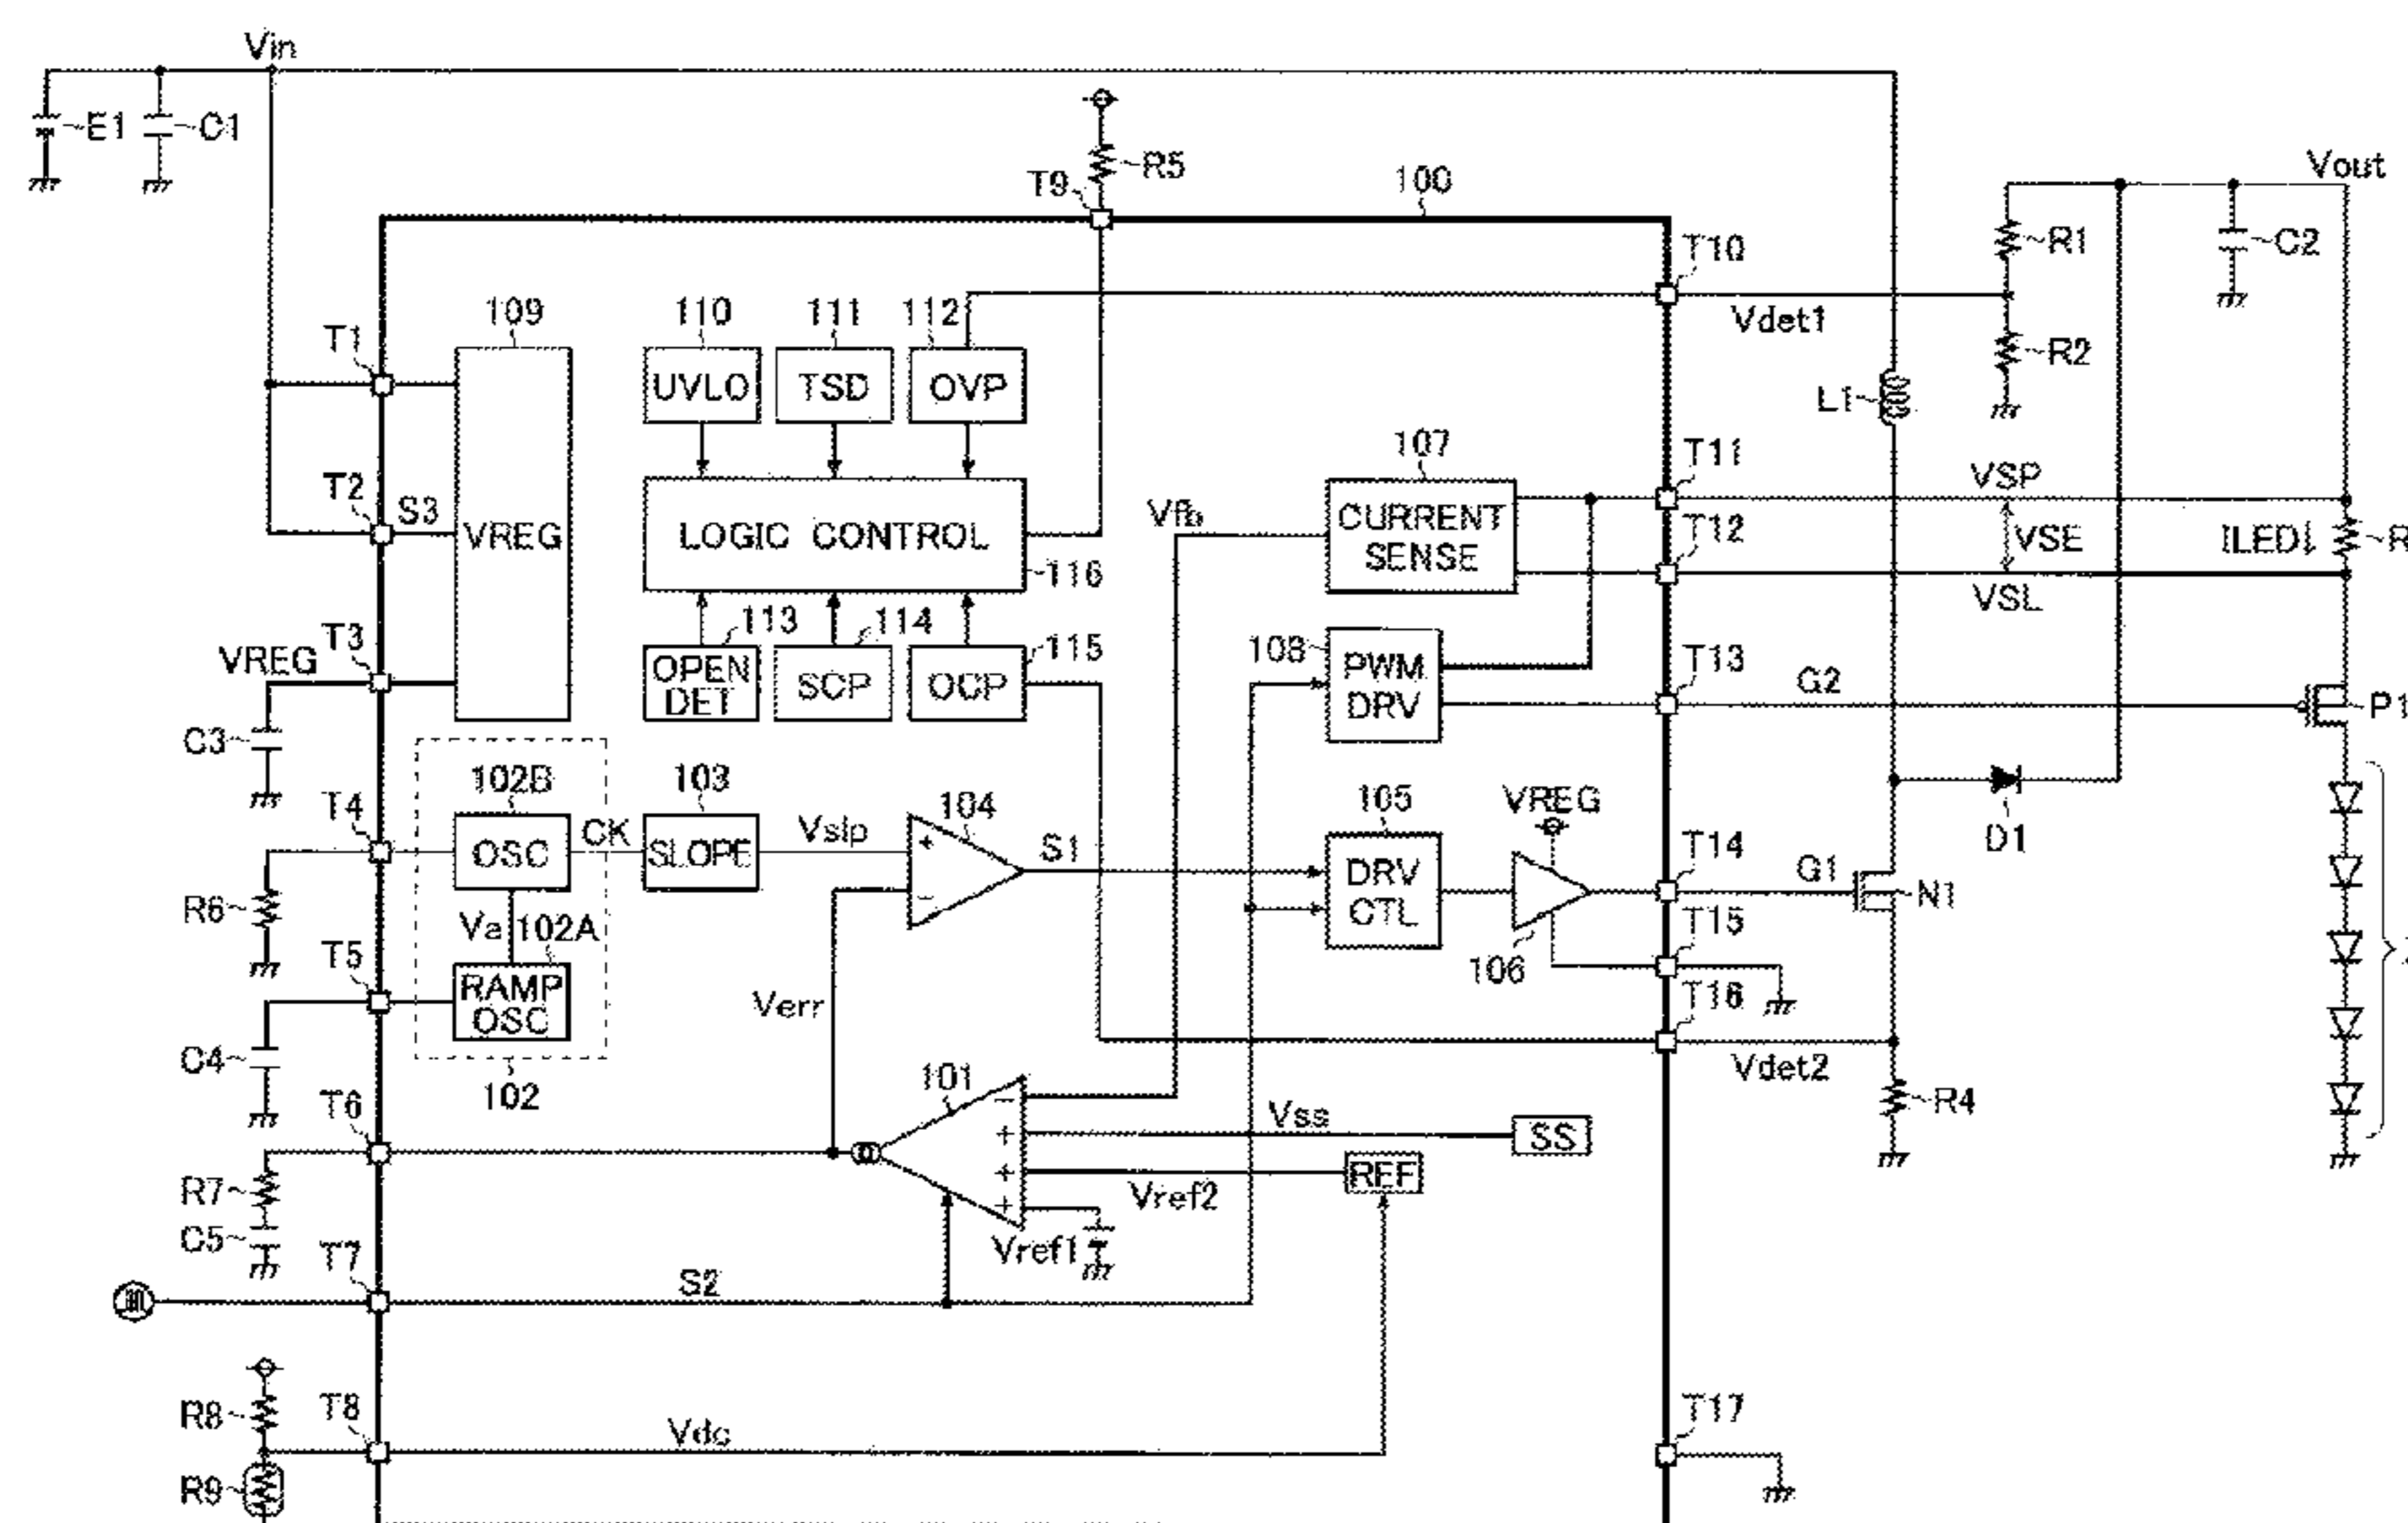 Vin
E1
C1
R5
T9
100
Vout
R1
C2
T10
Vdet1
R2
109
110
111
112
T1
UVLO
TSD
OVP
L1
T2
S3
VREG
LOGIC CONTROL
116
Vfb
107
CURRENT
SENSE
T11
VSP
T12
VSE
ILED
VSL
T3
VREG
113
114
115
OPEN
DET
SCP
OCP
108
PWM
DRV
T13
G2
P1
C3
102B
103
104
105
VREG
D1
T4
OSC
CK
SLOPE
Vslp
S1
DRV
CTL
T14
G1
N1
R6
Va
102A
106
T15
T5
RAMP
OSC
Verr
T16
C4
102
101
Vdet2
T6
Vss
SS
R4
R7
Vref2
REF
C5
Vref1
T7
S2
R8
T8
Vdc
T17
R9